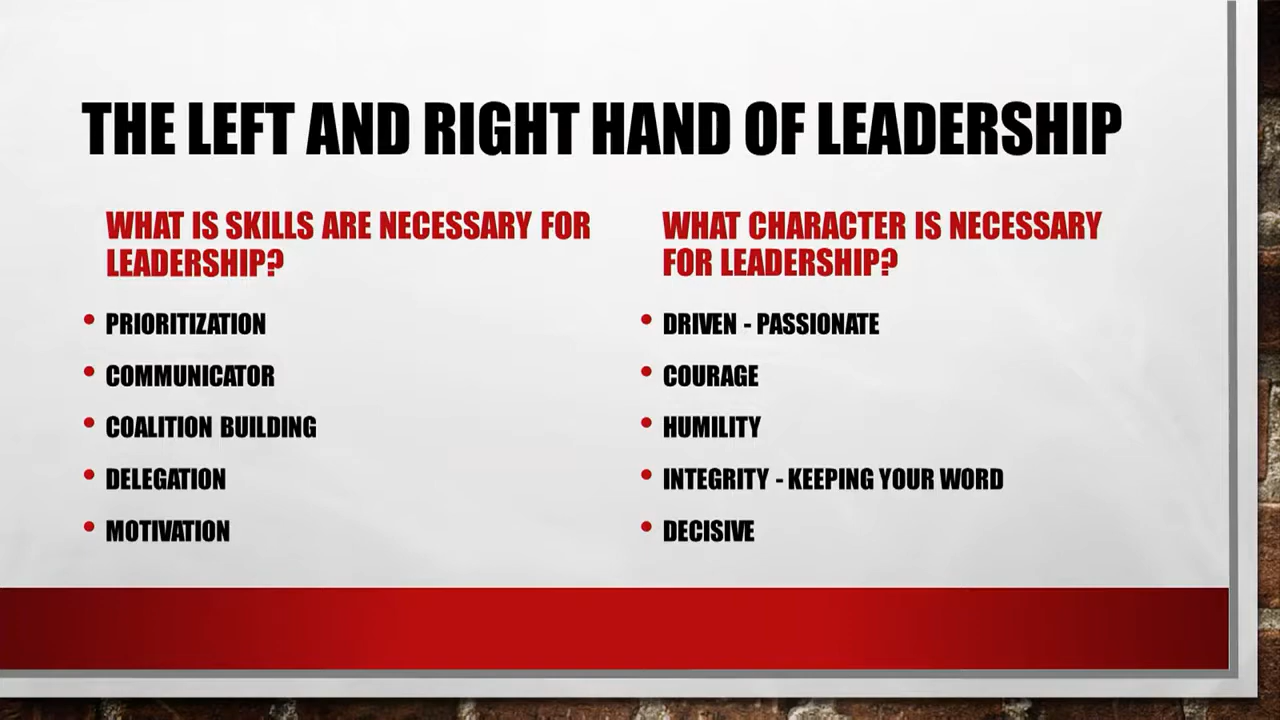 THE LEFT AND RIGHT HAND OF LEADERSHIP
WHAT IS SKILLS ARE NECESSARY FOR
LEADERSHIP?
• PRIORITIZATION
• COMMUNICATOR
• COALITION BUILDING
• DELEGATION
• MOTIVATION
WHAT CHARACTER IS NECESSARY
FOR LEADERSHIP?
• DRIVEN - PASSIONATE
• COURAGE
• HUMILITY
• INTEGRITY - KEEPING YOUR WORD
• DECISIVE